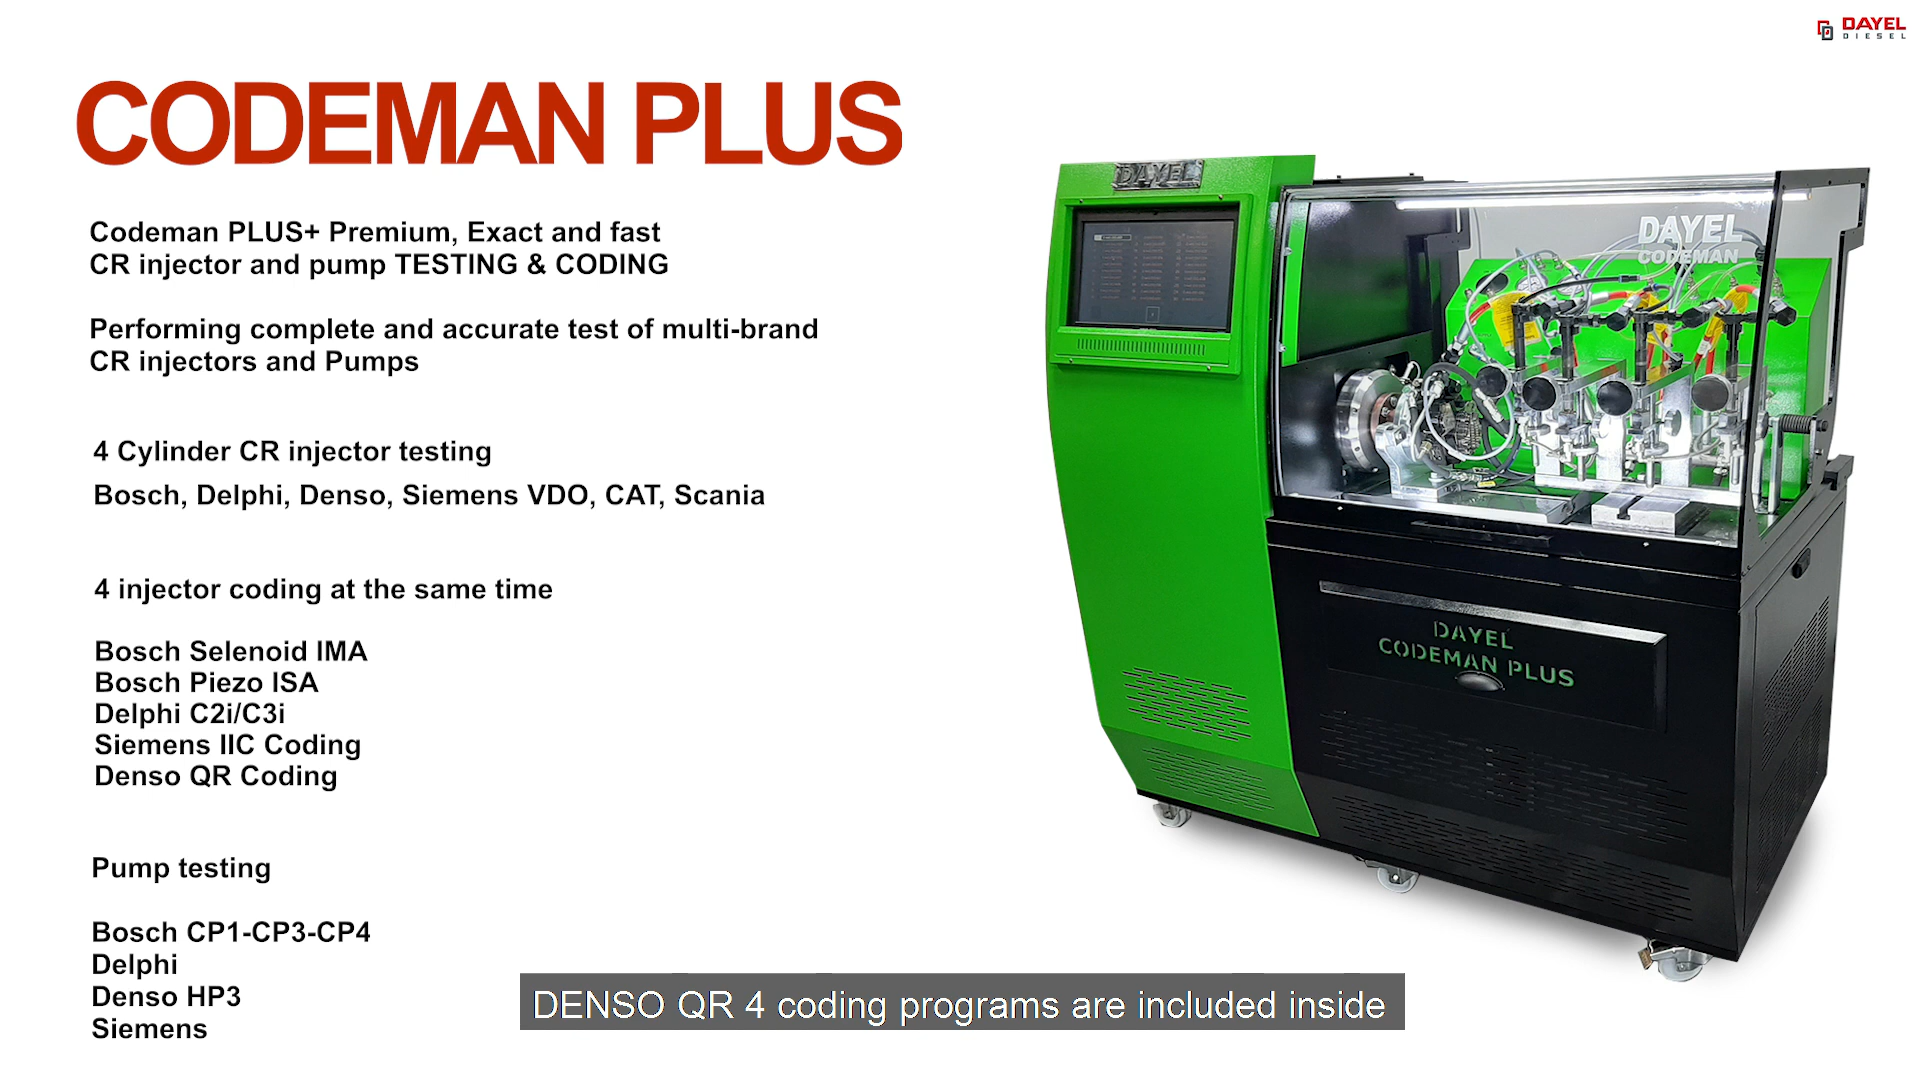 DAYEL
DIESEL
CODEMAN PLUS
Codeman PLUS+ Premium, Exact and fast
CR injector and pump TESTING & CODING
Performing complete and accurate test of multi-brand
CR injectors and Pumps
4 Cylinder CR injector testing
Bosch, Delphi, Denso, Siemens VDO, CAT, Scania
4 injector coding at the same time
Bosch Selenoid IMA
Bosch Piezo ISA
Delphi C2i/C3i
Siemens IIC Coding
Denso QR Coding
Pump testing
Bosch CP1-CP3-CP4
Delphi
Denso HP3
Siemens
DAYEL
DAYEL
CODEMAN
DAYEL
CODEMAN PLUS
DENSO QR 4 coding programs are included inside